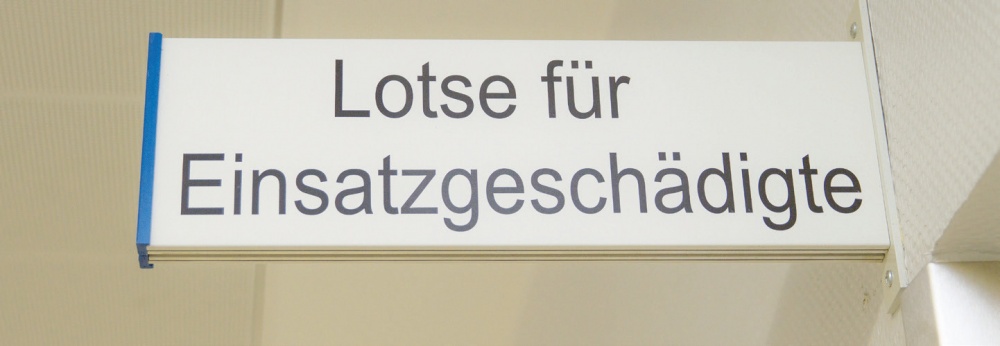 Lotse für
Einsatzgeschädigte